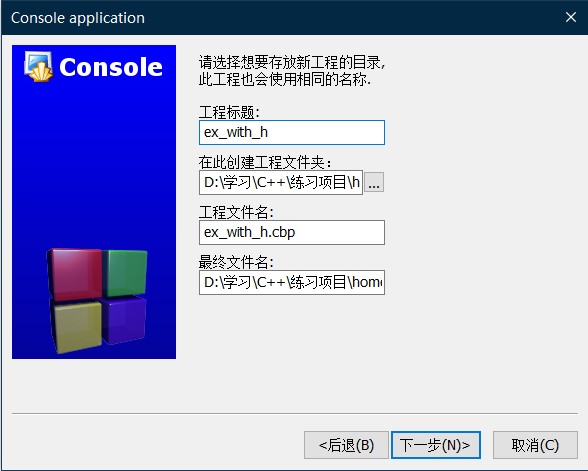 Console application
Console
请选择想要存放新工程的目录,
此工程也会使用相同的名称.
工程标题:
ex_with_h
在此创建工程文件夹：
D:\学习\C++\练习项目\h
...
工程文件名:
ex_with_h.cbp
最终文件名:
D:\学习\C++\练习项目\home
<后退(B) 下一步(N)> 取消(C)